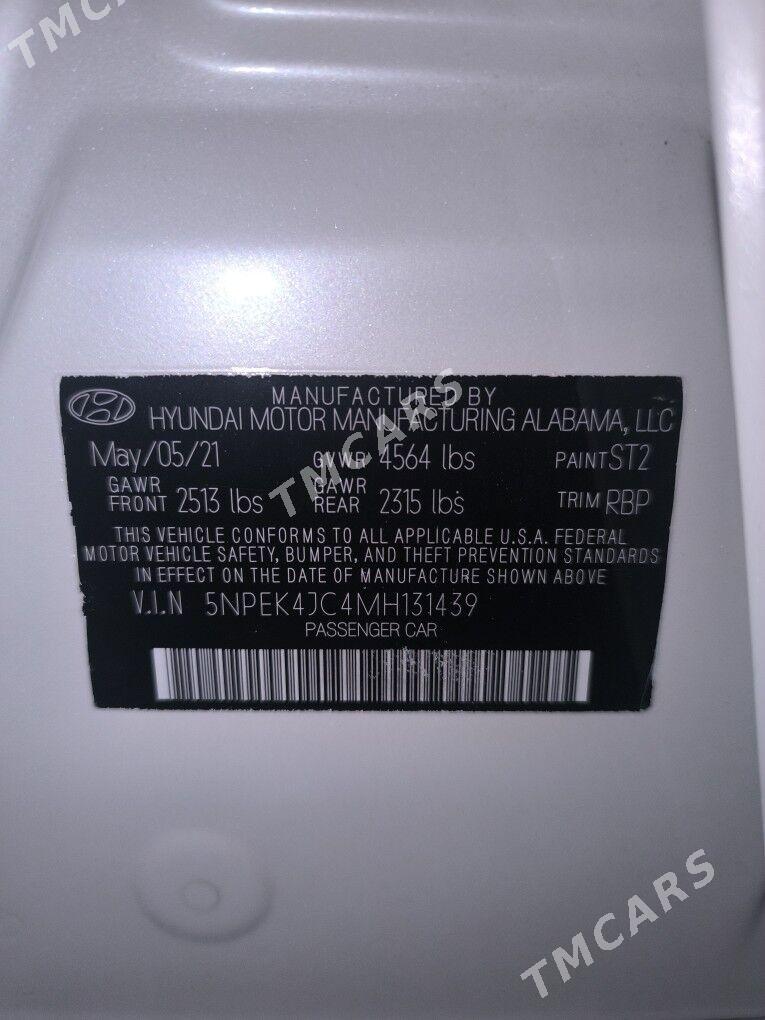 TMCARS
MANUFACTURED BY
HYUNDAI MOTOR MANUFACTURING ALABAMA, LLC
May/05/21 GVWR 4564 lbs PAINT ST2
GAWR FRONT 2513 lbs GAWR REAR 2315 lbs TRIM RBP
TMCARS
THIS VEHICLE CONFORMS TO ALL APPLICABLE U.S.A. FEDERAL
MOTOR VEHICLE SAFETY, BUMPER, AND THEFT PREVENTION STANDARDS
IN EFFECT ON THE DATE OF MANUFACTURE SHOWN ABOVE
V.I.N 5NPEK4JC4MH131439
PASSENGER CAR
TMCARS